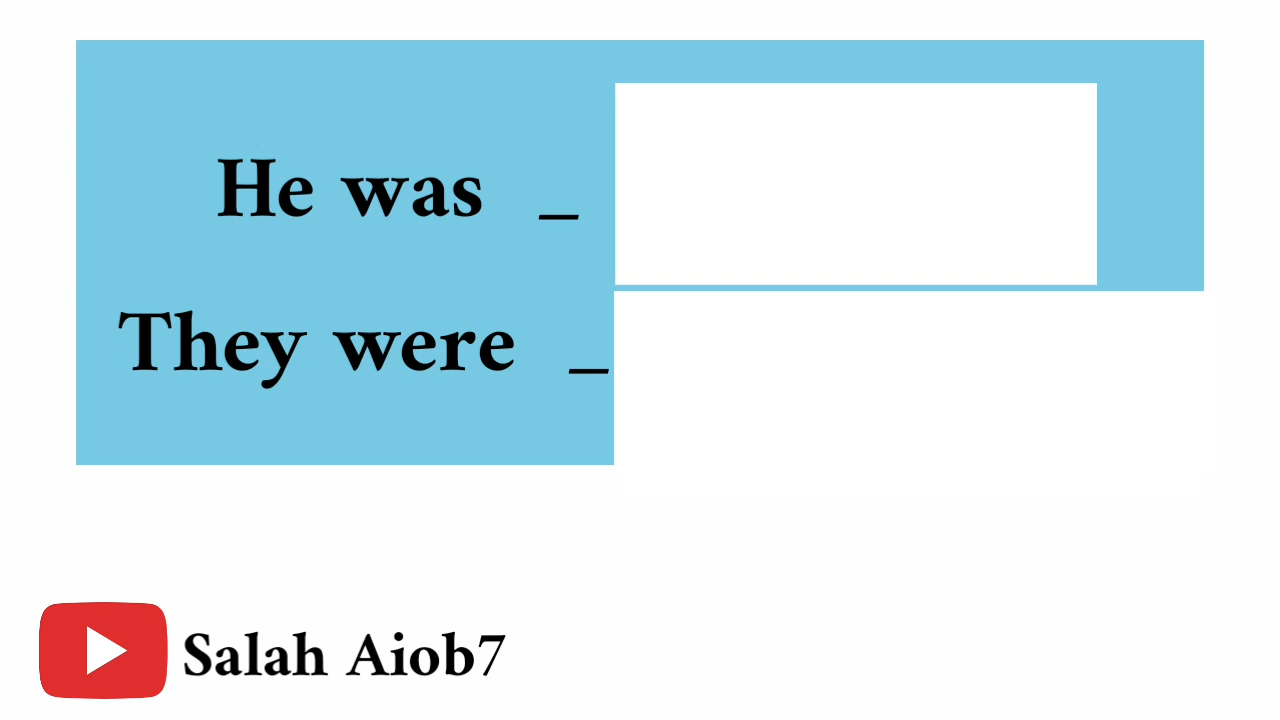 He was _
They were _
Salah Aiob7